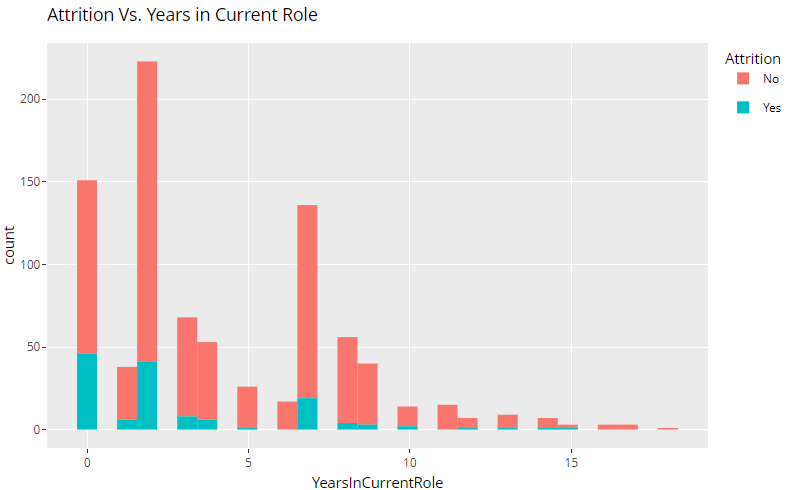 Attrition Vs. Years in Current Role
Attrition
No
Yes
200
150
100
50
0
count
0 5 10 15
YearsInCurrentRole